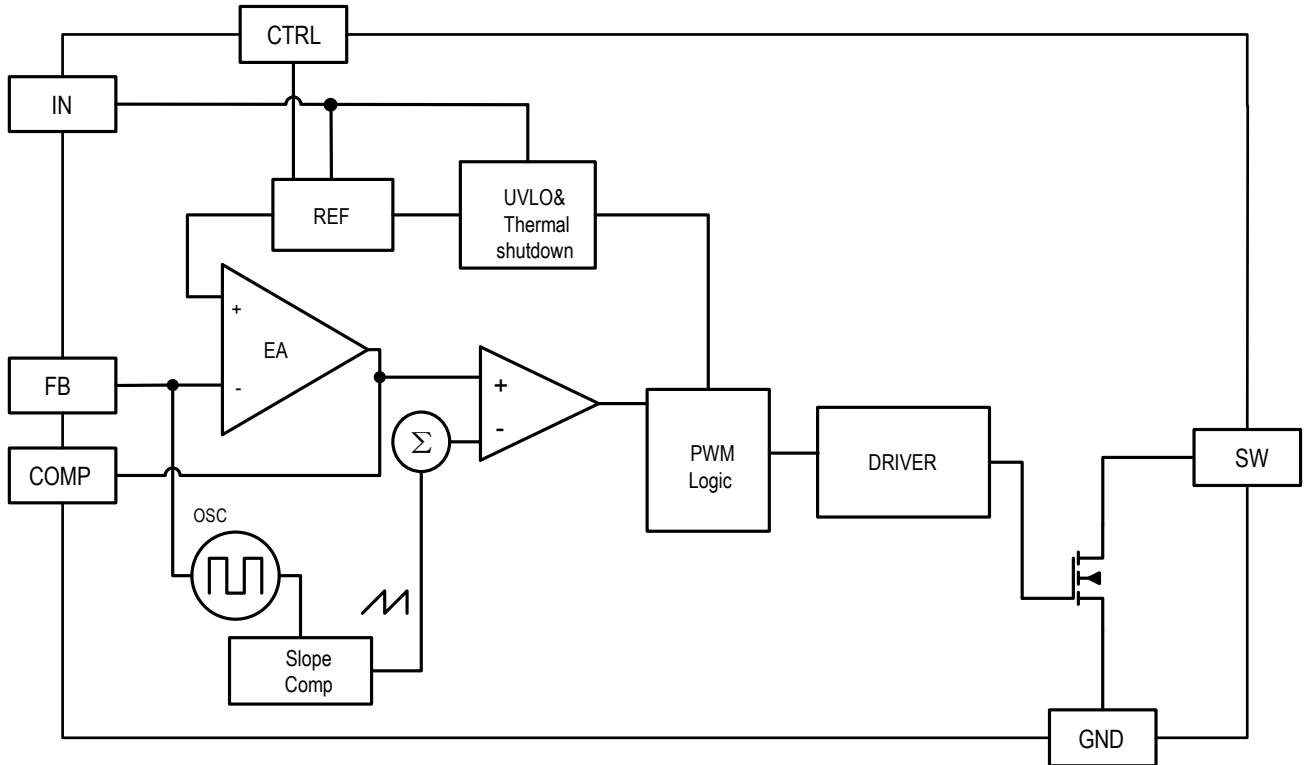 CTRL
IN
REF
UVLO&
Thermal
shutdown
+
EA
-
FB
COMP
+
-
Σ
PWM
Logic
DRIVER
SW
OSC
Slope
Comp
GND